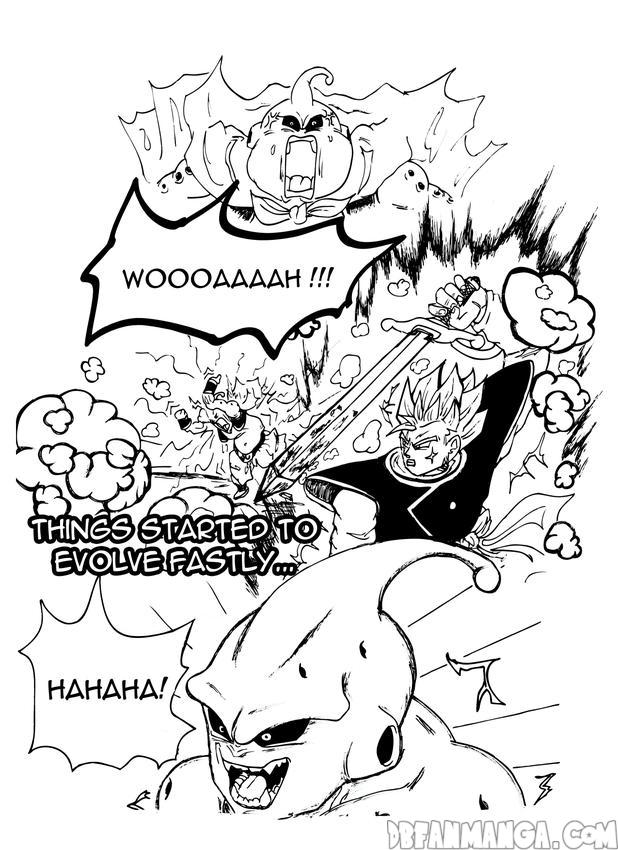 WOOOAAAAH !!!
THINGS STARTED TO
EVOLVE FASTLY...
HAHAHA!
DBFANMANGA.COM